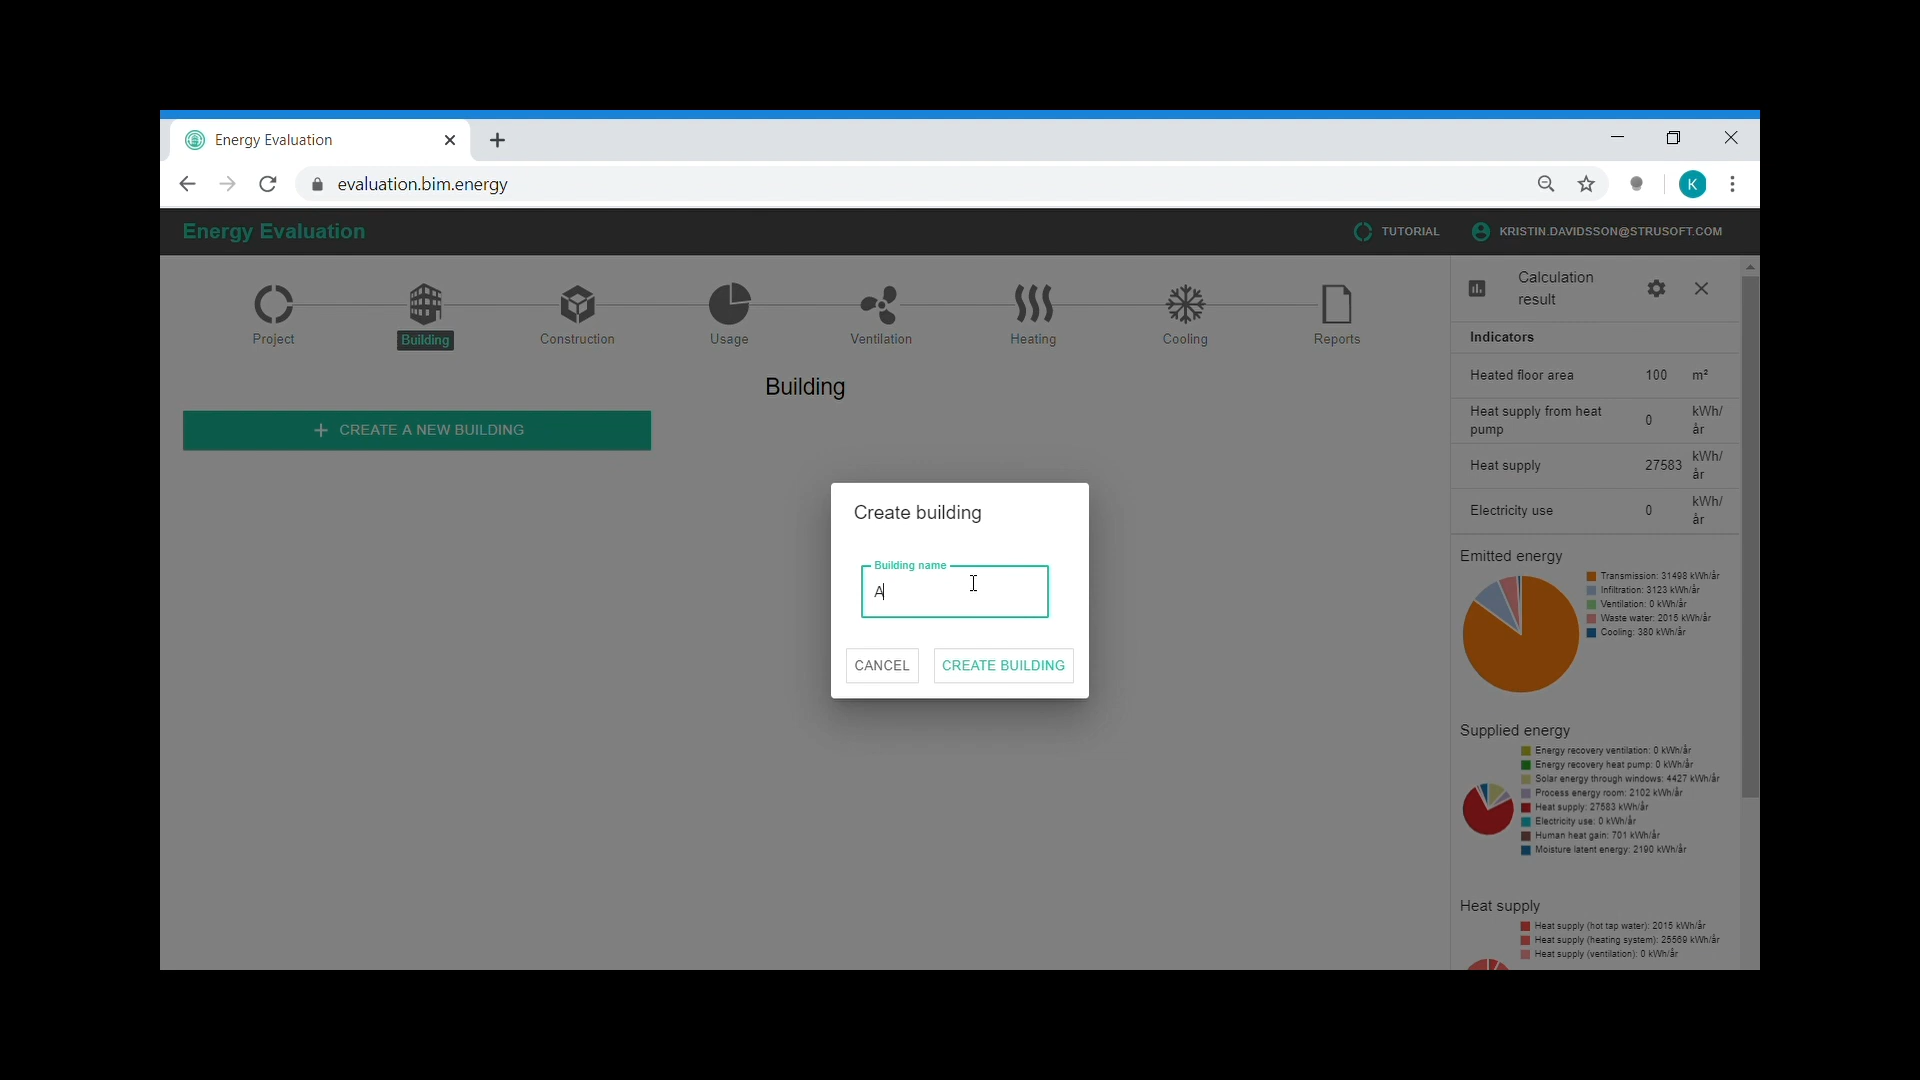 Energy Evaluation
evaluation.bim.energy
K
Energy Evaluation
TUTORIAL
KRISTIN.DAVIDSSON@STRUSOFT.COM
Project
Building
Construction
Usage
Ventilation
Heating
Cooling
Reports
Building
CREATE A NEW BUILDING
Create building
Building name
A
CANCEL
CREATE BUILDING
Calculation
result
Indicators
Heated floor area 100 m²
Heat supply from heat
pump 0 kWh/
år
Heat supply 27583 kWh/
år
Electricity use 0 kWh/
år
Emitted energy
Transmission: 31498 kWh/år
Infiltration: 3123 kWh/år
Ventilation: 0 kWh/år
Waste water: 2015 kWh/år
Cooling: 380 kWh/år
Supplied energy
Energy recovery ventilation: 0 kWh/år
Energy recovery heat pump: 0 kWh/år
Solar energy through windows: 4427 kWh/år
Process energy room: 2102 kWh/år
Heat supply: 27583 kWh/år
Electricity use: 0 kWh/år
Human heat gain: 701 kWh/år
Moisture latent energy: 2190 kWh/år
Heat supply
Heat supply (hot tap water): 2015 kWh/år
Heat supply (heating system): 25569 kWh/år
Heat supply (ventilation): 0 kWh/år